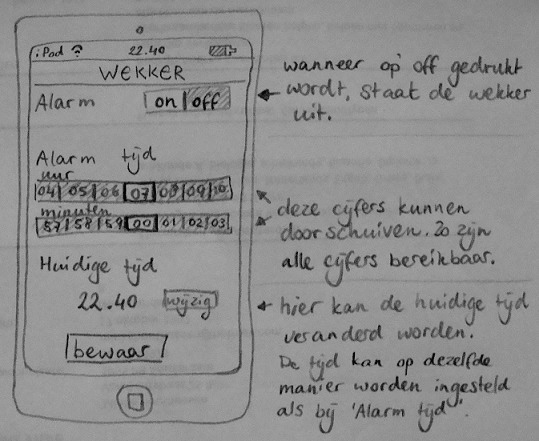 iPod 22.40
WEKKER
Alarm on off
wanneer op off gedrukt
wordt, staat de wekker
uit.
Alarm tijd
uur
04 05 06 07 08 09 10
minuten
57 58 59 00 01 02 03
deze cijfers kunnen
doorschuiven. Zo zijn
alle cijfers bereikbaar.
Huidige tijd
22.40 wijzig
bewaar
hier kan de huidige tijd
veranderd worden.
De tijd kan op dezelfde
manier worden ingesteld
als bij 'Alarm tijd'.